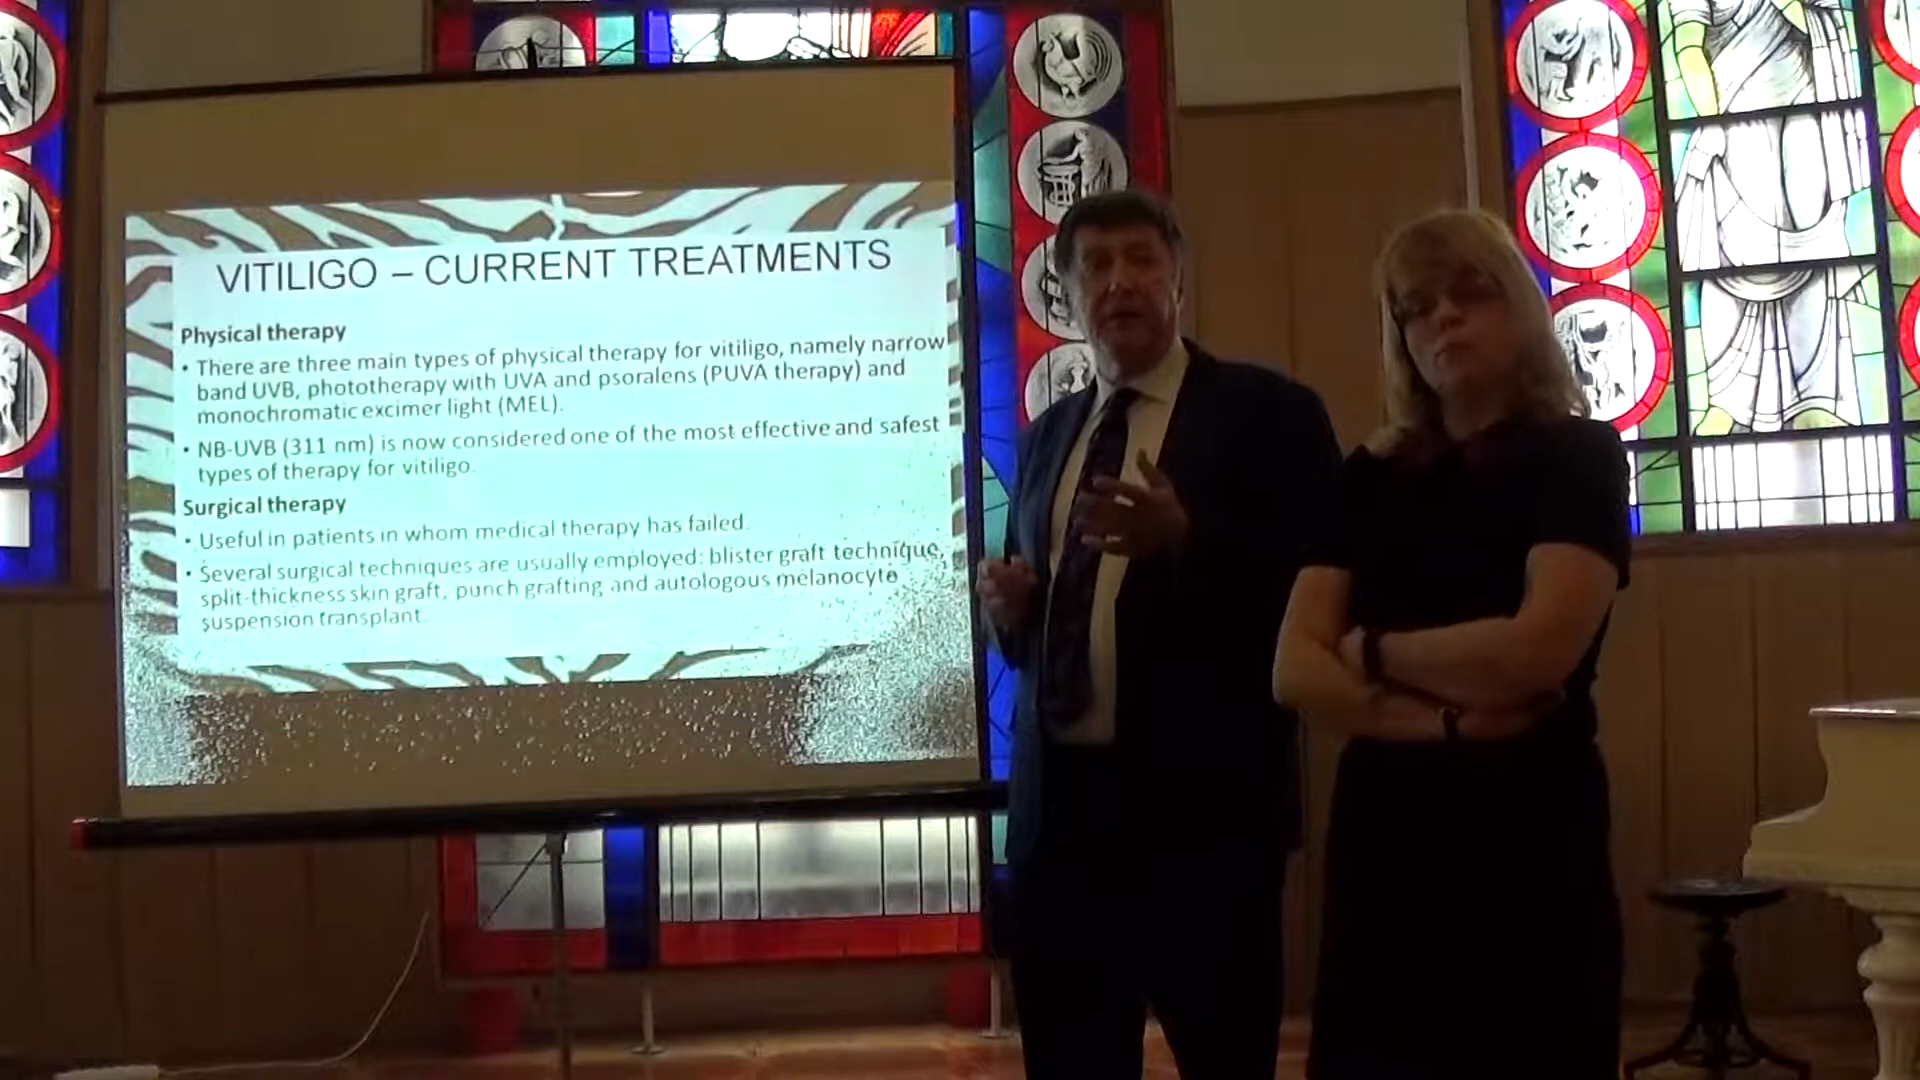 VITILIGO – CURRENT TREATMENTS
Physical therapy
• There are three main types of physical therapy for vitiligo, namely narrow
band UVB, phototherapy with UVA and psoralens (PUVA therapy) and
monochromatic excimer light (MEL).
• NB-UVB (311 nm) is now considered one of the most effective and safest
types of therapy for vitiligo.
Surgical therapy
• Useful in patients in whom medical therapy has failed.
• Several surgical techniques are usually employed: blister graft technique,
split-thickness skin graft, punch grafting and autologous melanocyte
suspension transplant.